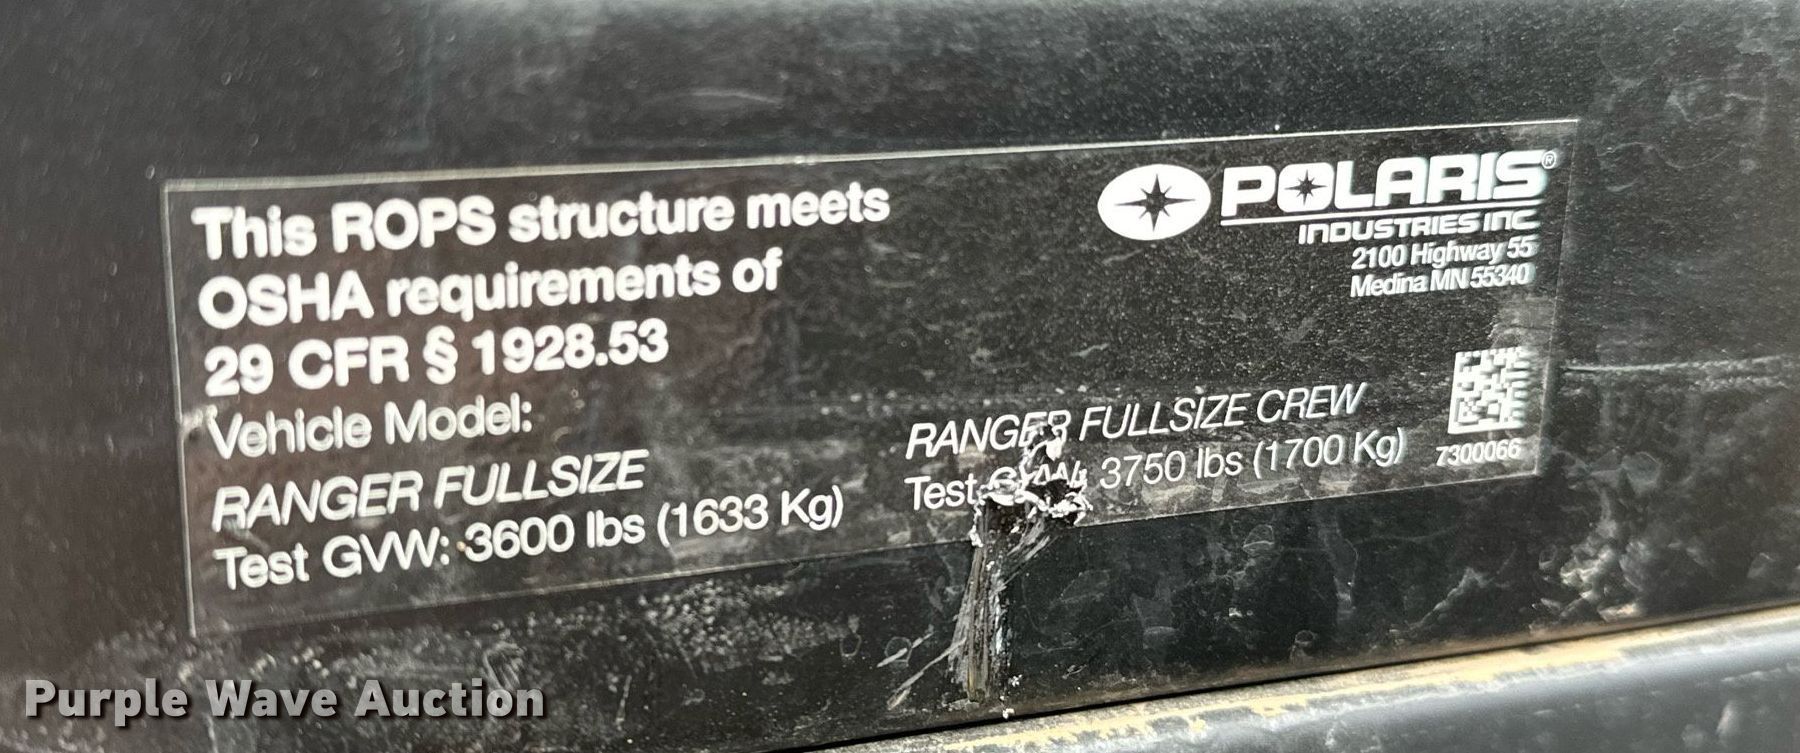 This ROPS structure meets
OSHA requirements of
29 CFR § 1928.53
Vehicle Model:
RANGER FULLSIZE
Test GVW: 3600 lbs (1633 Kg)
RANGER FULLSIZE CREW
Test GVW: 3750 lbs (1700 Kg)
POLARIS®
INDUSTRIES INC
2100 Highway 55
Medina MN 55340
7300066
Purple Wave Auction